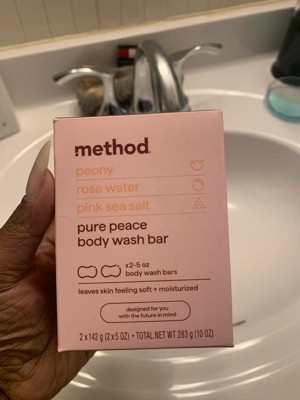 method.
peony
rose water
pink sea salt
pure peace
body wash bar
x2-5 oz
body wash bars
leaves skin feeling soft + moisturized
designed for you
with the future in mind
2 x 142 g (2 x 5 OZ) • TOTAL NET WT 283 g (10 OZ)